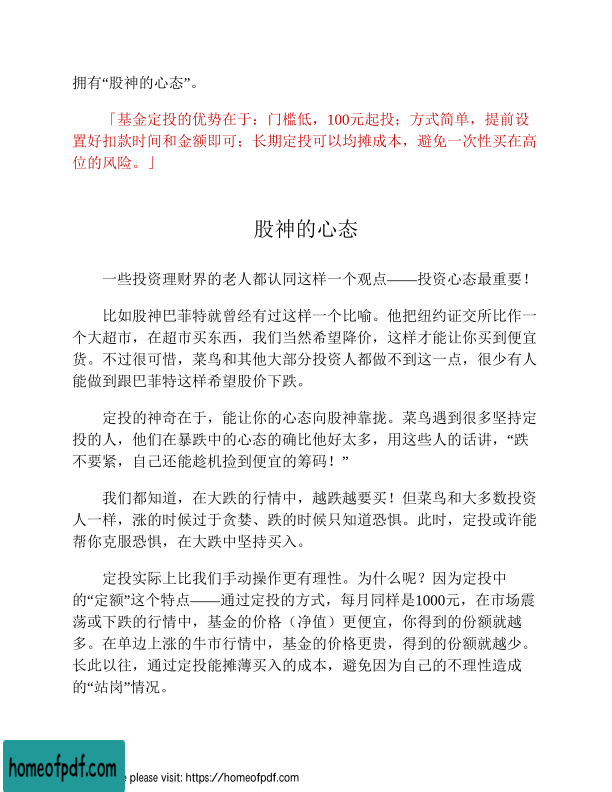 拥有“股神的心态”。
「基金定投的优势在于：门槛低，100元起投；方式简单，提前设
置好扣款时间和金额即可；长期定投可以均摊成本，避免一次性买在高
位的风险。」
股神的心态
一些投资理财界的老人都认同这样一个观点——投资心态最重要！
比如股神巴菲特就曾经有过这样一个比喻。他把纽约证交所比作一
个大超市，在超市买东西，我们当然希望降价，这样才能让你买到便宜
货。不过很可惜，菜鸟和其他大部分投资人都做不到这一点，很少有人
能做到跟巴菲特这样希望股价下跌。
定投的神奇在于，能让你的心态向股神靠拢。菜鸟遇到很多坚持定
投的人，他们在暴跌中的心态的确比他好太多，用这些人的话讲，“跌
不要紧，自己还能趁机捡到便宜的筹码！”
我们都知道，在大跌的行情中，越跌越要买！但菜鸟和大多数投资
人一样，涨的时候过于贪婪、跌的时候只知道恐惧。此时，定投或许能
帮你克服恐惧，在大跌中坚持买入。
定投实际上比我们手动操作更有理性。为什么呢？因为定投中
的“定额”这个特点——通过定投的方式，每月同样是1000元，在市场震
荡或下跌的行情中，基金的价格（净值）更便宜，你得到的份额就越
多。在单边上涨的牛市行情中，基金的价格更贵，得到的份额就越少。
长此以往，通过定投能摊薄买入的成本，避免因为自己的不理性造成
的“站岗”情况。
homeofpdf.com
e please visit: https://homeofpdf.com